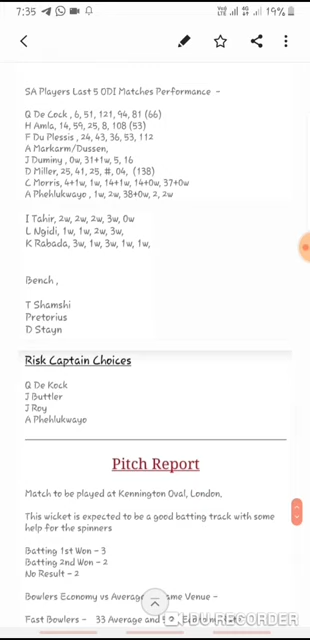 7:35
VoD LTE
4G
19%
SA Players Last 5 ODI Matches Performance -
Q De Cock , 6, 51, 121, 94, 81 (66)
H Amla, 14, 59, 25, 8, 108 (53)
F Du Plessis , 24, 43, 36, 53, 112
A Markarm/Dussen,
J Duminy , 0w, 31+1w, 5, 16
D Miller, 25, 41, 25, #, 04, (138)
C Morris, 4+1w, 1w, 14+1w, 14+0w, 37+0w
A Phehlukwayo , 1w, 2w, 38+0w, 2, 2w
I Tahir, 2w, 2w, 2w, 3w, 0w
L Ngidi, 1w, 1w, 2w, 3w,
K Rabada, 3w, 1w, 3w, 1w, 1w,
Bench ,
T Shamshi
Pretorius
D Stayn
Risk Captain Choices
Q De Kock
J Buttler
J Roy
A Phehlukwayo
Pitch Report
Match to be played at Kennington Oval, London.
This wicket is expected to be a good batting track with some
help for the spinners
Batting 1st Won - 3
Batting 2nd Won - 2
No Result - 2
Bowlers Economy vs Average
ame Venue -
Fast Bowlers - 33 Average and
DU RECORDER